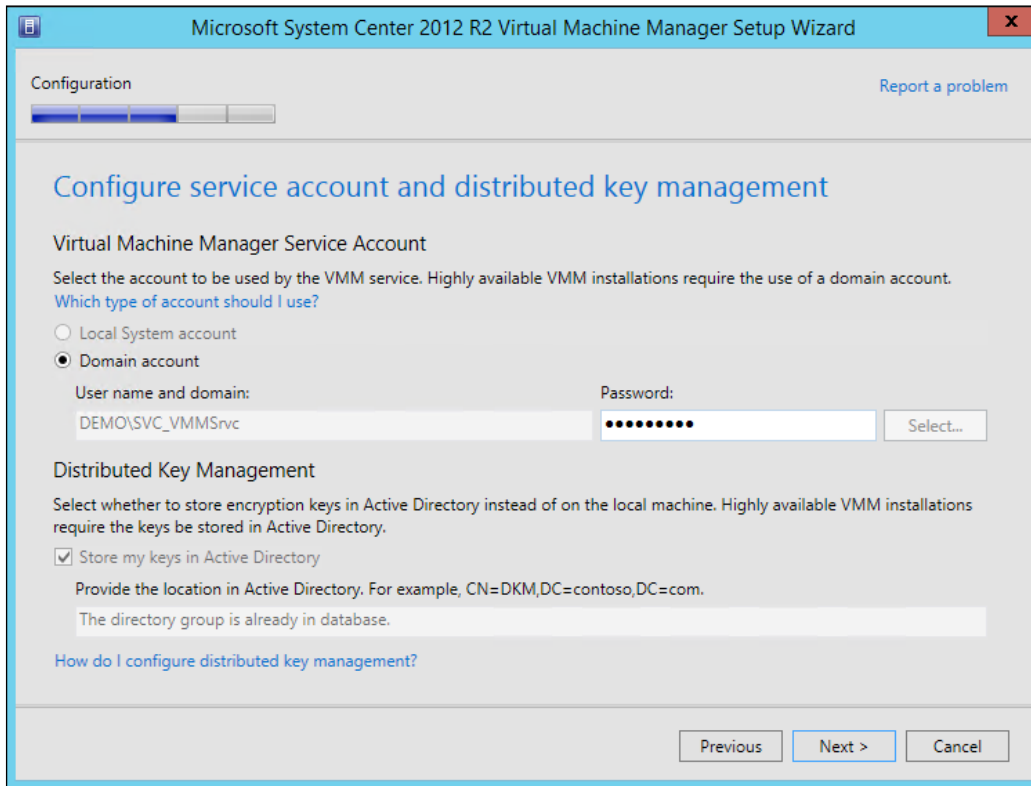 Microsoft System Center 2012 R2 Virtual Machine Manager Setup Wizard
x
Configuration
Report a problem
Configure service account and distributed key management
Virtual Machine Manager Service Account
Select the account to be used by the VMM service. Highly available VMM installations require the use of a domain account.
Which type of account should I use?
Local System account
Domain account
User name and domain:
Password:
DEMO\SVC_VMMSrvc
•••••••••
Select...
Distributed Key Management
Select whether to store encryption keys in Active Directory instead of on the local machine. Highly available VMM installations
require the keys be stored in Active Directory.
Store my keys in Active Directory
Provide the location in Active Directory. For example, CN=DKM,DC=contoso,DC=com.
The directory group is already in database.
How do I configure distributed key management?
Previous
Next >
Cancel